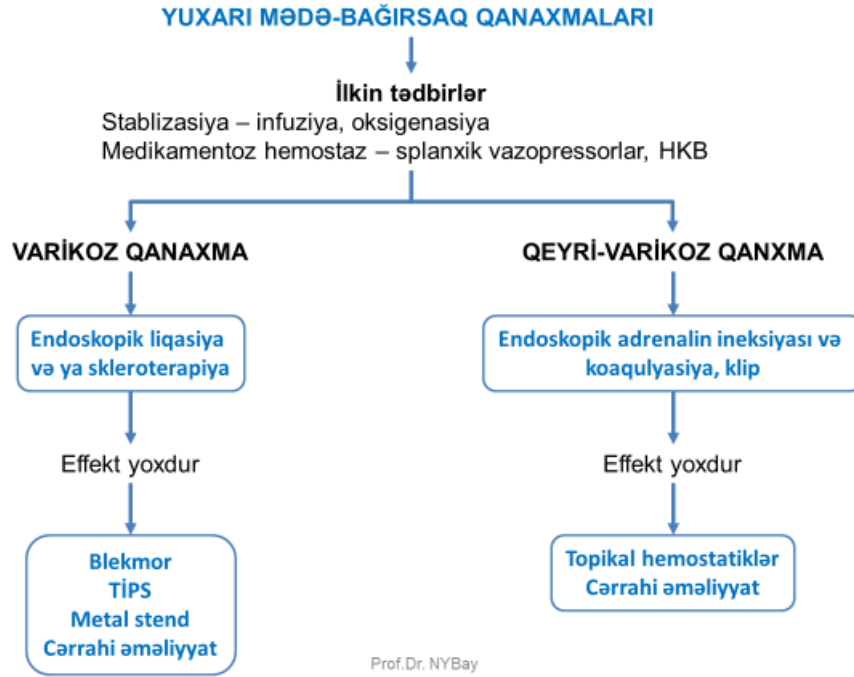 YUXARI MƏDƏ-BAĞIRSAQ QANAXMALARI
İlkin tədbirlər
Stablizasiya – infuziya, oksigenasiya
Medikamentoz hemostaz – splanxik vazopressorlar, HKB
VARİKOZ QANAXMA
Endoskopik liqasiya
və ya skleroterapiya
Effekt yoxdur
Blekmor
TİPS
Metal stend
Cərrahi əməliyyat
QEYRİ-VARİKOZ QANXMA
Endoskopik adrenalin ineksiyası və
koaqulyasiya, klip
Effekt yoxdur
Topikal hemostatiklər
Cərrahi əməliyyat
Prof.Dr. NYBay